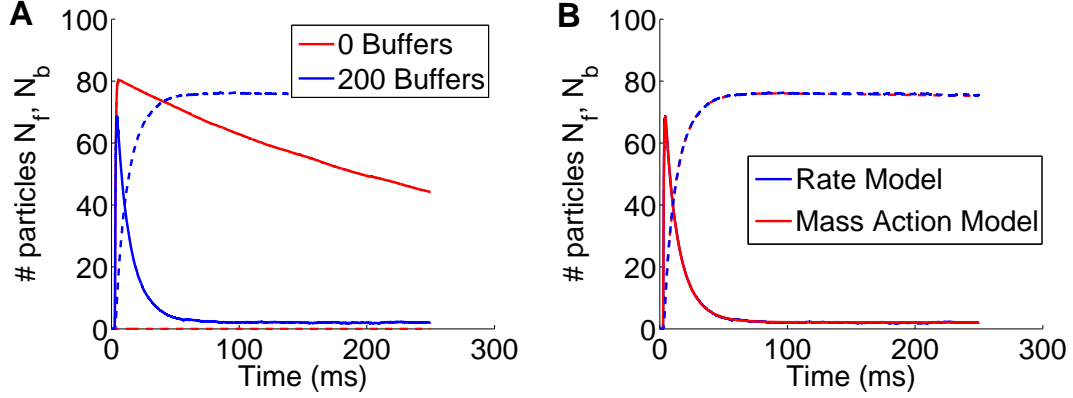 A
100
80
60
40
20
0
# particles N_f, N_b
0 Buffers
200 Buffers
0
100
200
300
Time (ms)
B
100
80
60
40
20
0
# particles N_f, N_b
Rate Model
Mass Action Model
0
100
200
300
Time (ms)